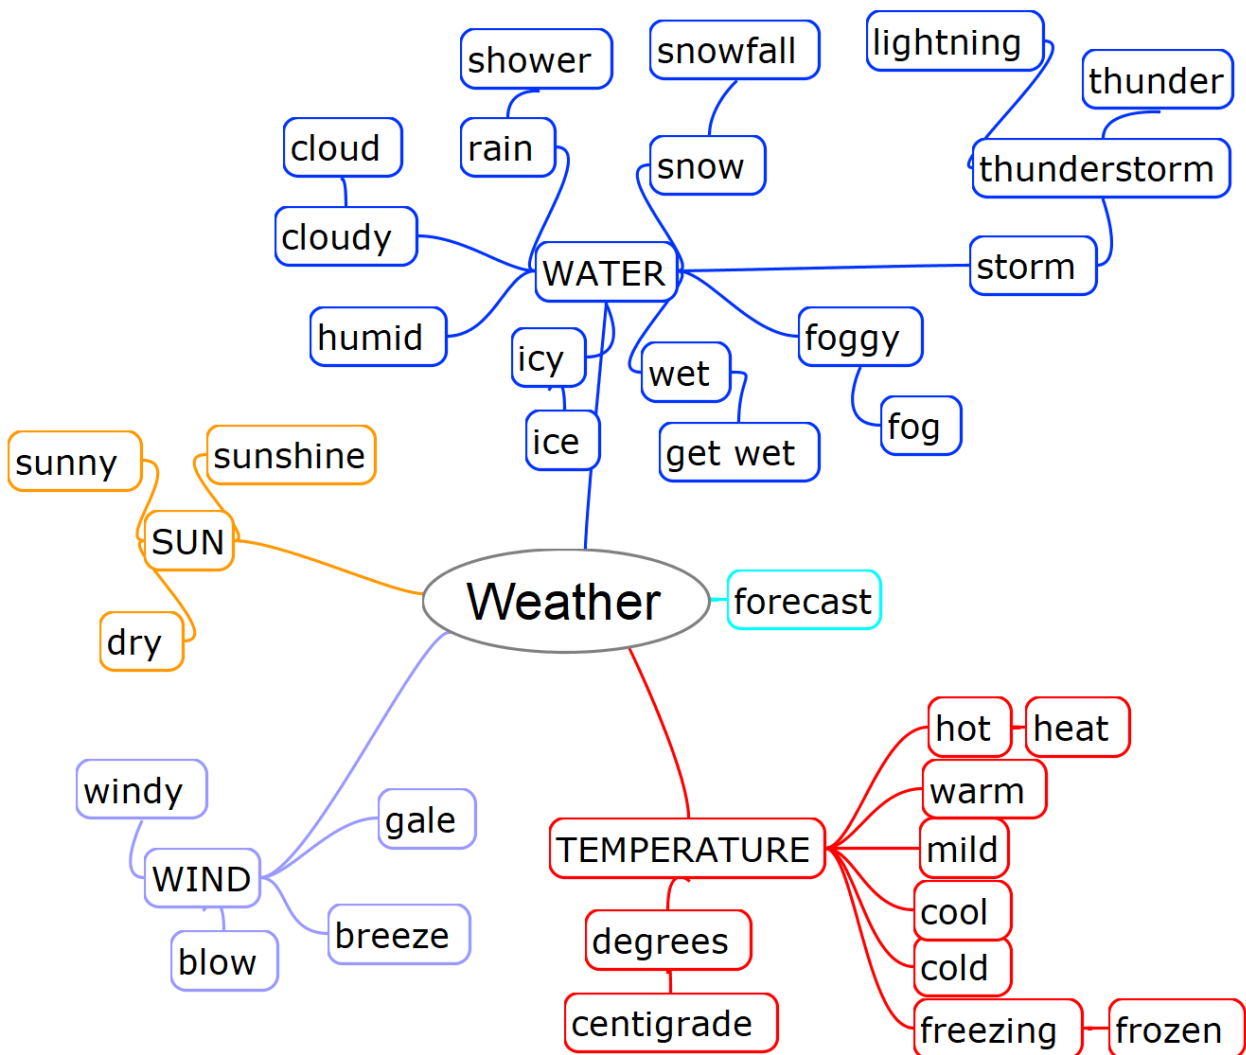 lightning
snowfall
shower
thunder
cloud
rain
snow
thunderstorm
cloudy
WATER
storm
humid
icy
wet
foggy
ice
get wet
fog
sunny
sunshine
SUN
dry
Weather
forecast
hot
heat
windy
gale
warm
WIND
TEMPERATURE
mild
blow
breeze
degrees
cool
cold
centigrade
freezing
frozen